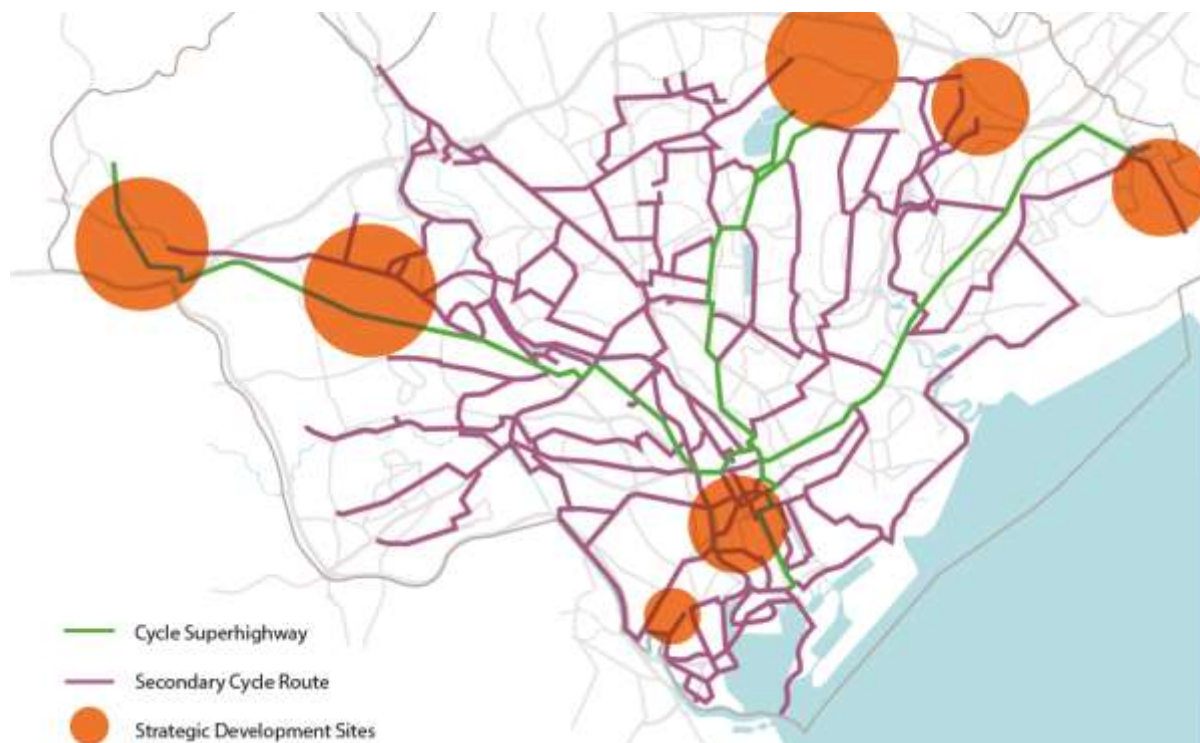 Cycle Superhighway
Secondary Cycle Route
Strategic Development Sites